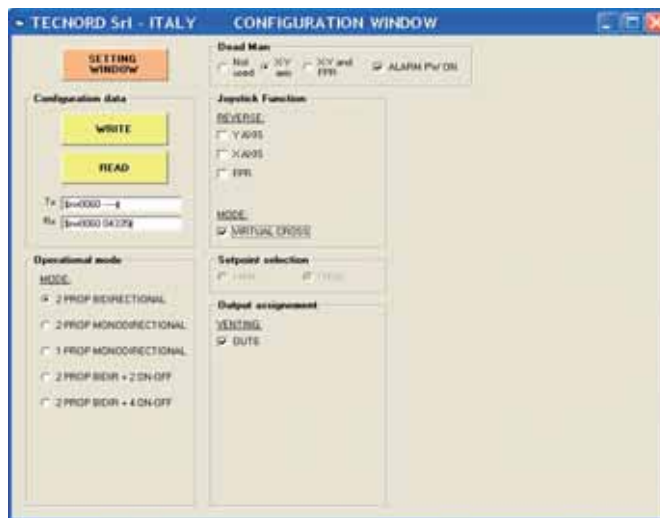 TECNORD Srl - ITALY CONFIGURATION WINDOW
SETTING
WINDOW
Dead Man
Not used X-Y axis X-Y and FPR ALARM PW ON
Configuration data
WRITE
READ
Tx
Rx
Joystick Function
REVERSE:
Y AXIS
X AXIS
FPR
MODE:
VIRTUAL CROSS
Operational mode
MODE:
2 PROP BIDIRECTIONAL
2 PROP MONODIRECTIONAL
1 PROP MONODIRECTIONAL
2 PROP BIDIR + 2 ON-OFF
2 PROP BIDIR + 4 ON-OFF
Setpoint selection
Output assignement
VENTING:
OUT6